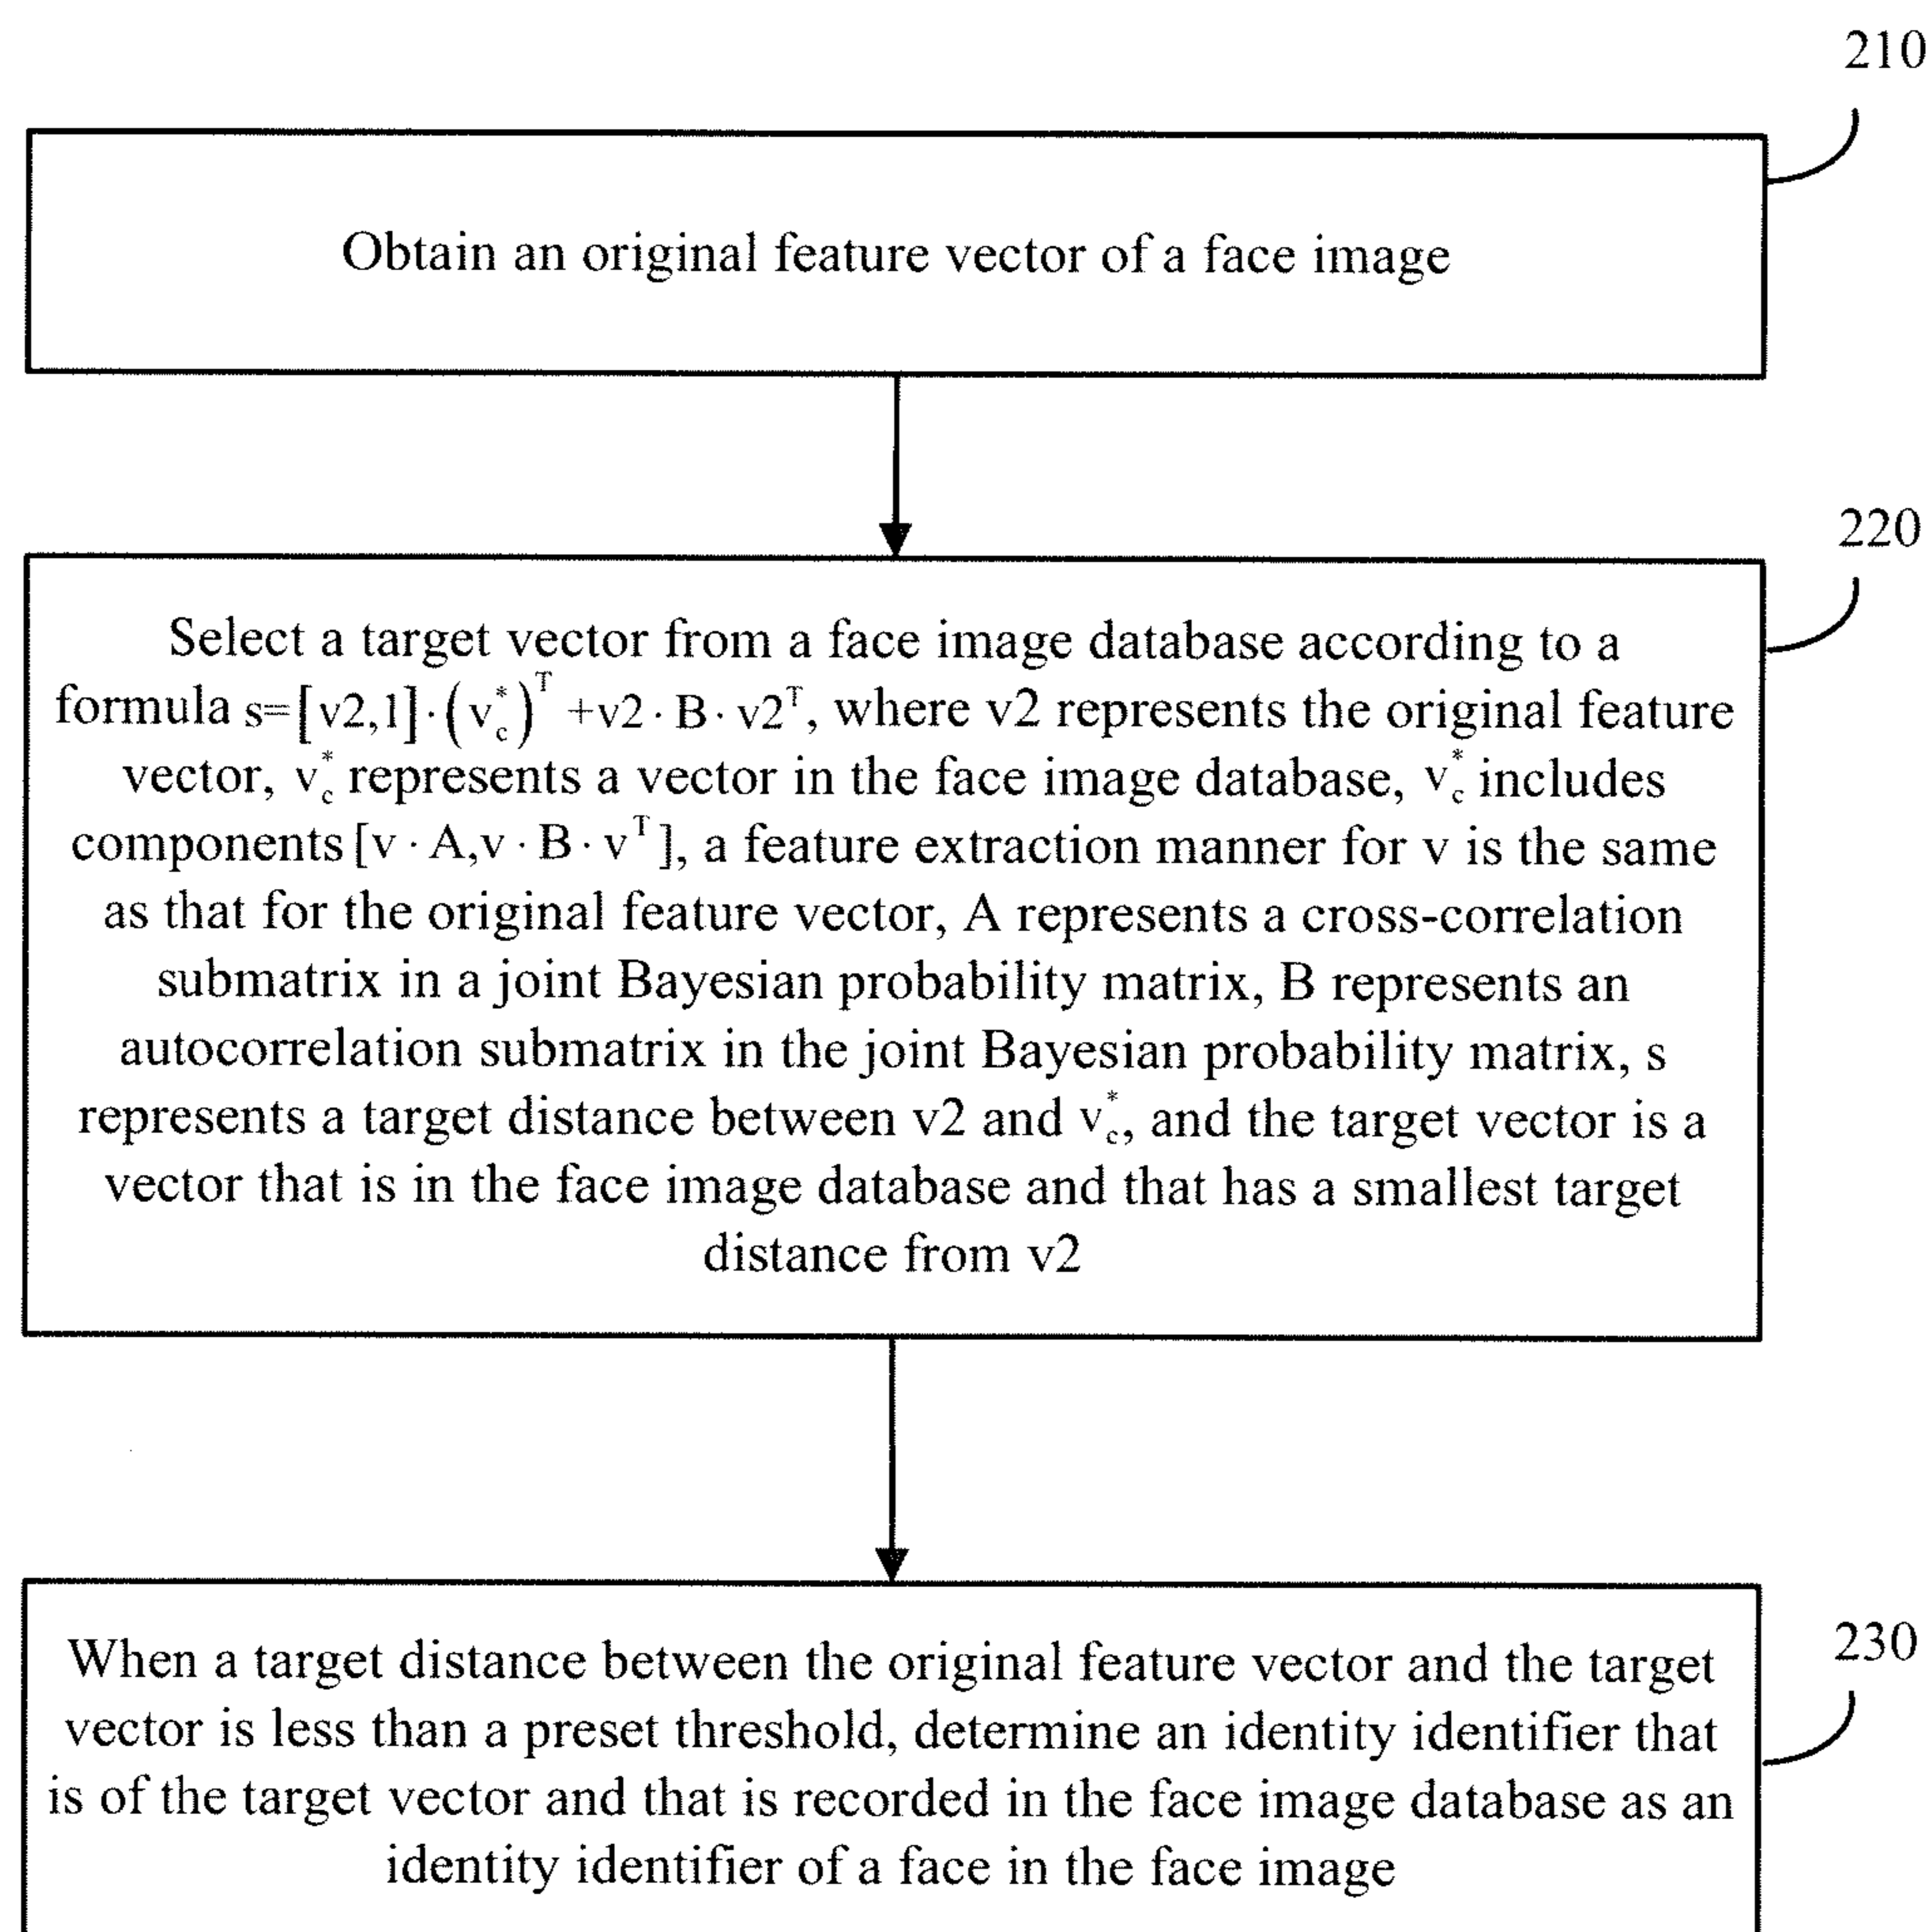 210
Obtain an original feature vector of a face image
220
Select a target vector from a face image database according to a
formula s=[v2,1]·(v_c^*)^T+v2·B·v2^T, where v2 represents the original feature
vector, v_c^* represents a vector in the face image database, v_c^* includes
components [v·A,v·B·v^T], a feature extraction manner for v is the same
as that for the original feature vector, A represents a cross-correlation
submatrix in a joint Bayesian probability matrix, B represents an
autocorrelation submatrix in the joint Bayesian probability matrix, s
represents a target distance between v2 and v_c^*, and the target vector is a
vector that is in the face image database and that has a smallest target
distance from v2
230
When a target distance between the original feature vector and the target
vector is less than a preset threshold, determine an identity identifier that
is of the target vector and that is recorded in the face image database as an
identity identifier of a face in the face image